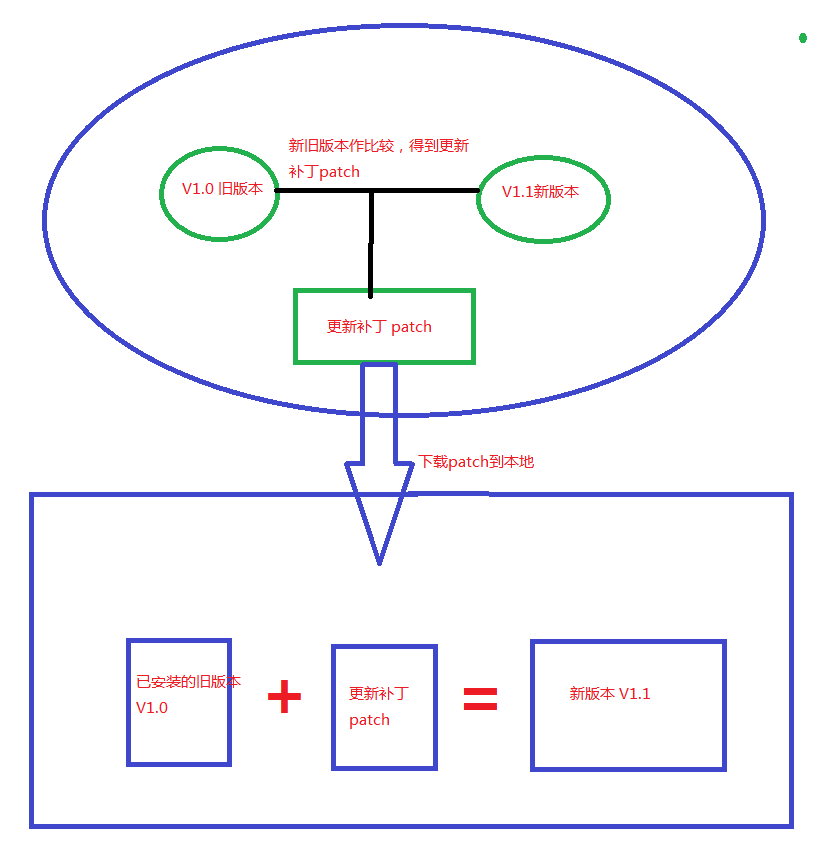 新旧版本作比较，得到更新
补丁patch
V1.0 旧版本
V1.1新版本
更新补丁 patch
下载patch到本地
已安装的旧版本
V1.0
+
更新补丁
patch
=
新版本 V1.1